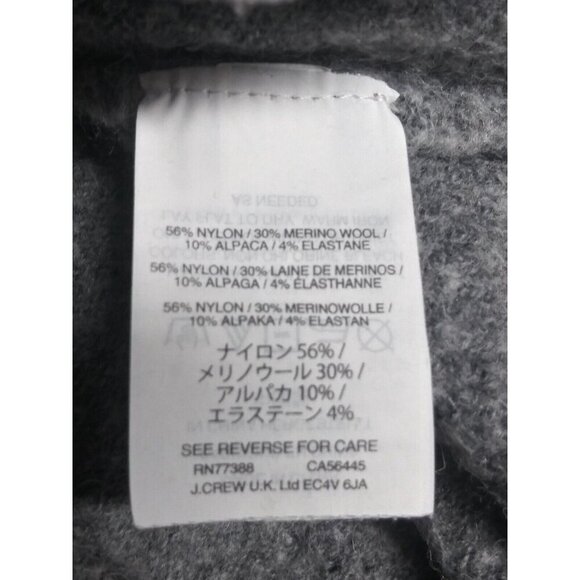 56% NYLON / 30% MERINO WOOL /
10% ALPACA / 4% ELASTANE
56% NYLON / 30% LAINE DE MERINOS /
10% ALPAGA / 4% ÉLASTHANNE
56% NYLON / 30% MERINOWOLLE /
10% ALPAKA / 4% ELASTAN
ナイロン 56% /
メリノウール 30% /
アルパカ 10% /
エラステーン 4%
SEE REVERSE FOR CARE
RN77388 CA56445
J.CREW U.K. Ltd EC4V 6JA